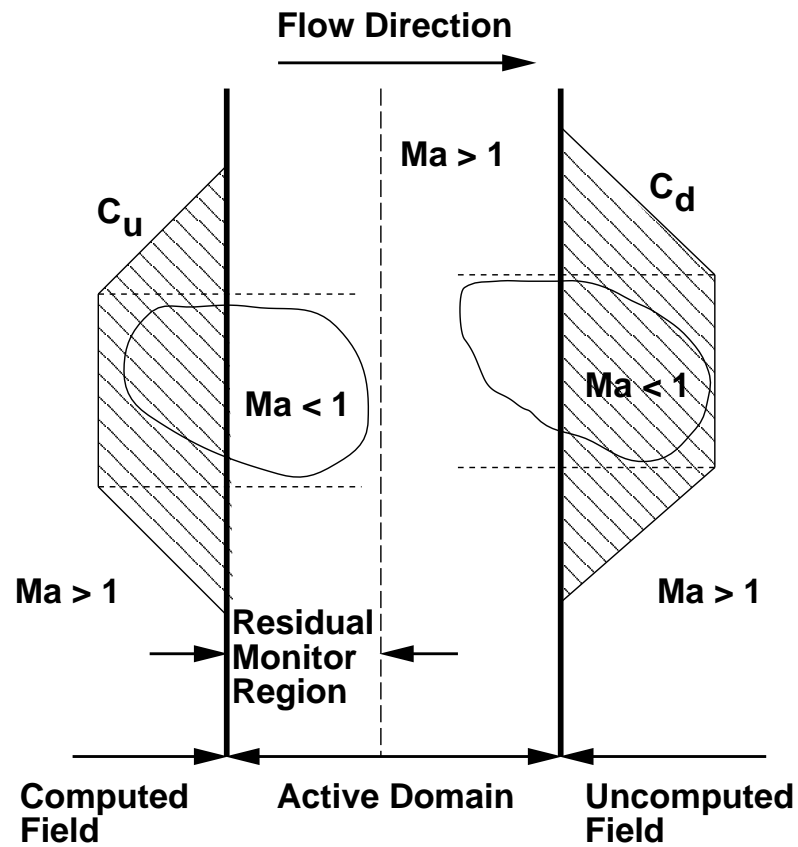 Flow Direction
Ma > 1
C_u
C_d
Ma < 1
Ma < 1
Ma > 1
Ma > 1
Residual
Monitor
Region
Computed
Field
Active Domain
Uncomputed
Field